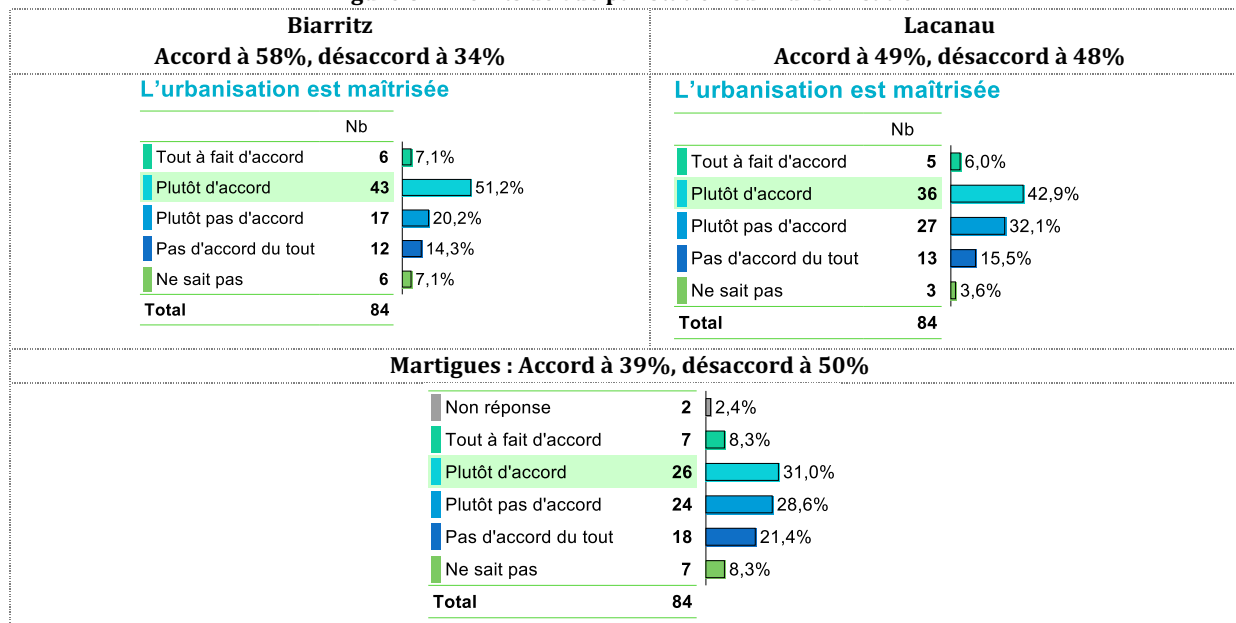 Biarritz
Accord à 58%, désaccord à 34%
L'urbanisation est maîtrisée
Nb
Tout à fait d'accord 6 7,1%
Plutôt d'accord 43 51,2%
Plutôt pas d'accord 17 20,2%
Pas d'accord du tout 12 14,3%
Ne sait pas 6 7,1%
Total 84
Lacanau
Accord à 49%, désaccord à 48%
L'urbanisation est maîtrisée
Nb
Tout à fait d'accord 5 6,0%
Plutôt d'accord 36 42,9%
Plutôt pas d'accord 27 32,1%
Pas d'accord du tout 13 15,5%
Ne sait pas 3 3,6%
Total 84
Martigues : Accord à 39%, désaccord à 50%
Non réponse 2 2,4%
Tout à fait d'accord 7 8,3%
Plutôt d'accord 26 31,0%
Plutôt pas d'accord 24 28,6%
Pas d'accord du tout 18 21,4%
Ne sait pas 7 8,3%
Total 84